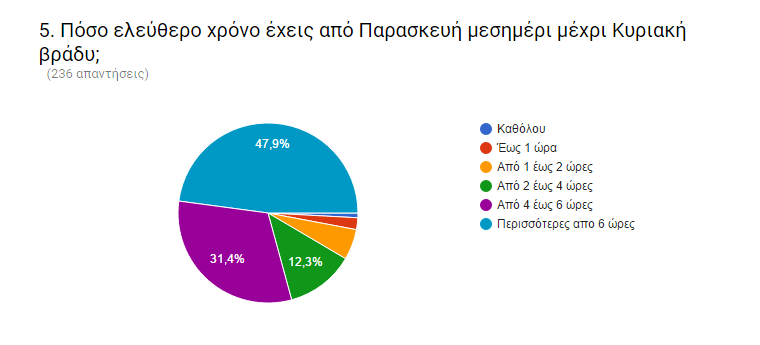 5. Πόσο ελεύθερο χρόνο έχεις από Παρασκευή μεσημέρι μέχρι Κυριακή
βράδυ;
(236 απαντήσεις)
47,9%
31,4%
12,3%
Καθόλου
Έως 1 ώρα
Από 1 έως 2 ώρες
Από 2 έως 4 ώρες
Από 4 έως 6 ώρες
Περισσότερες απο 6 ώρες